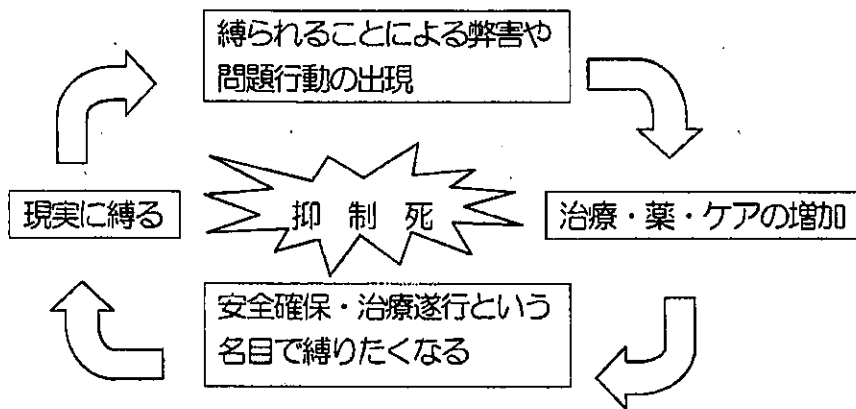 縛られることによる弊害や
問題行動の出現
現実に縛る
抑制死
治療・薬・ケアの増加
安全確保・治療遂行という
名目で縛りたくなる